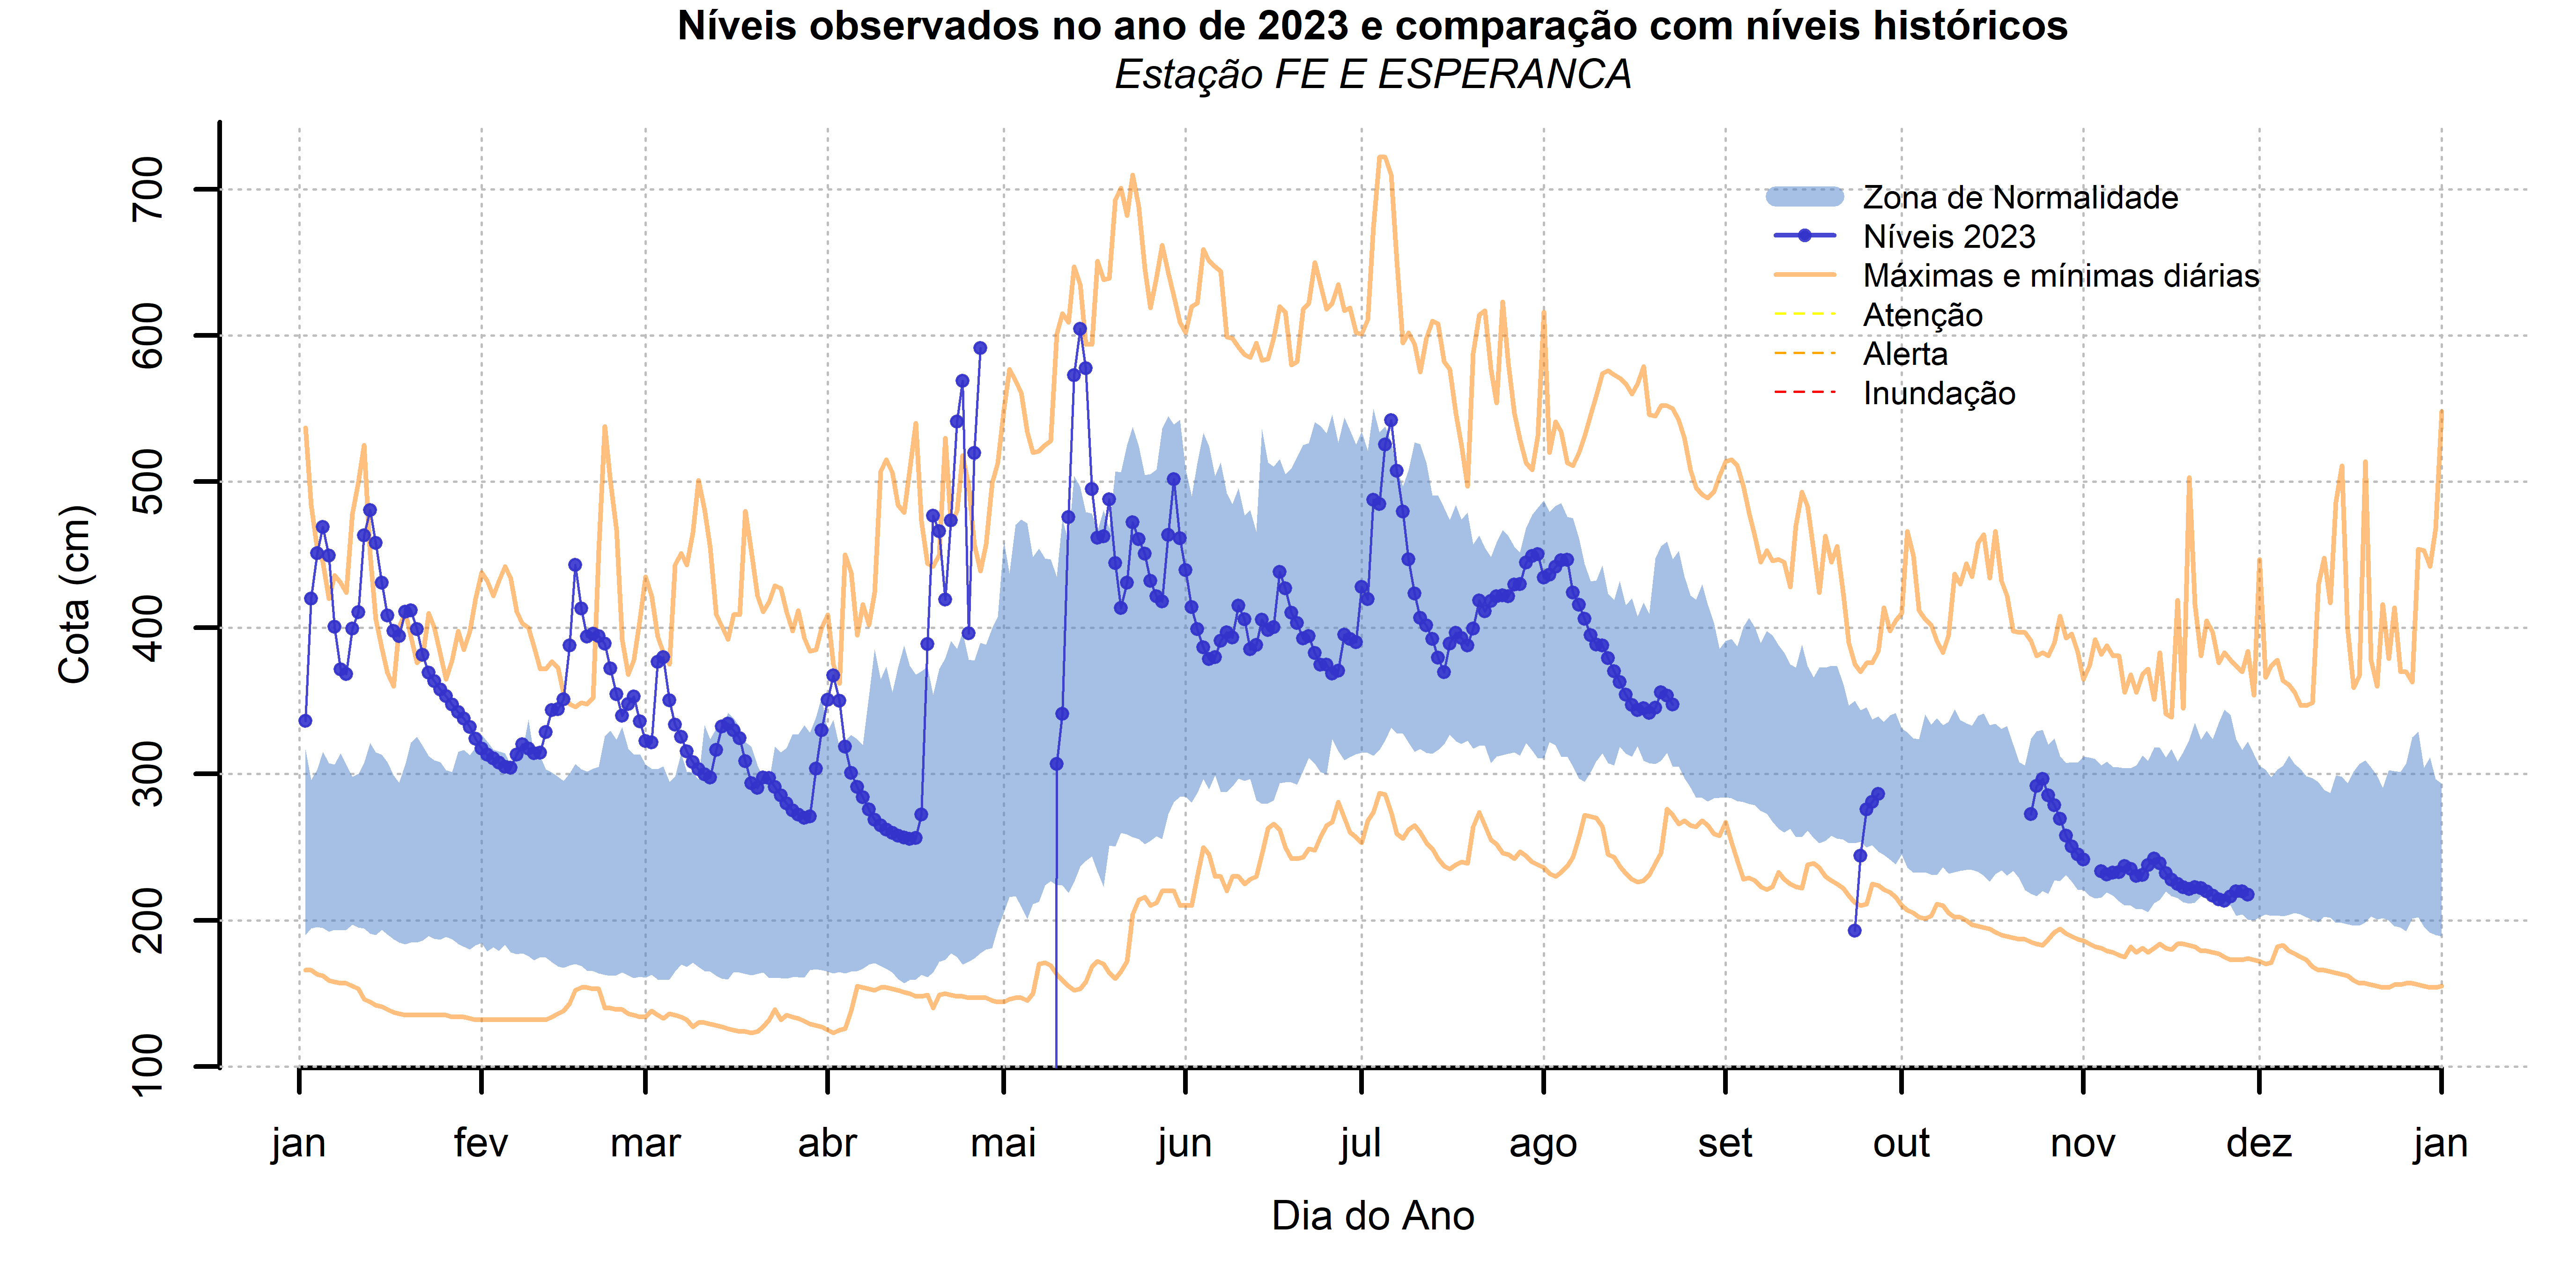 Níveis observados no ano de 2023 e comparação com níveis históricos
Estação FE E ESPERANCA
Cota (cm)
700
600
500
400
300
200
100
Zona de Normalidade
Níveis 2023
Máximas e mínimas diárias
Atenção
Alerta
Inundação
jan fev mar abr mai jun jul ago set out nov dez jan
Dia do Ano